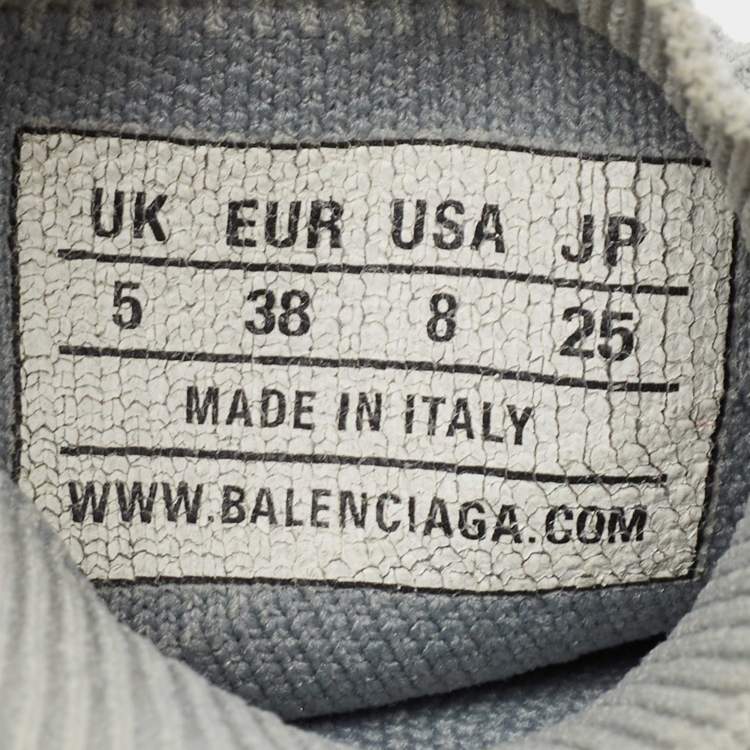 UK EUR USA JP
5 38 8 25
MADE IN ITALY
WWW.BALENCIAGA.COM